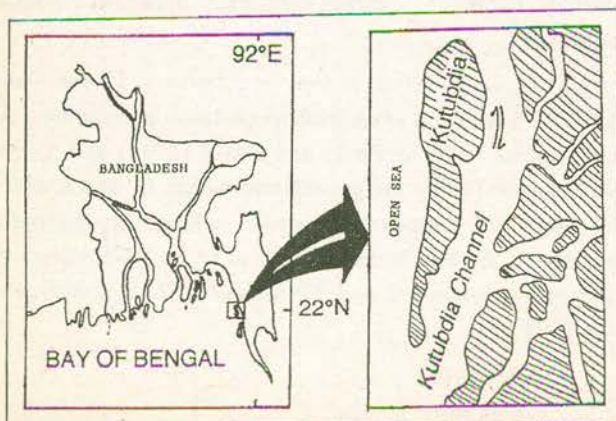 92°E
BANGLADESH
22°N
BAY OF BENGAL
Kutubdia
OPEN SEA
Kutubdia Channel